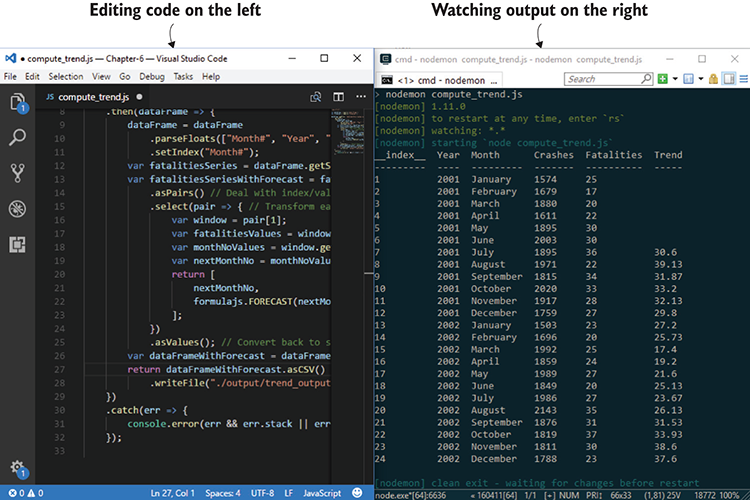 Editing code on the left
Watching output on the right
compute_trend.js — Chapter-6 — Visual Studio Code
File Edit Selection View Go Debug Tasks Help
JS compute_trend.js
8 .then(dataFrame => {
9 dataFrame = dataFrame
10 .parseFloats(["Month#", "Year", "
11 .setIndex("Month#");
12 var fatalitiesSeries = dataFrame.getS
13 var fatalitiesSeriesWithForecast = fa
14 .asPairs() // Deal with index/val
15 .select(pair => { // Transform ea
16 var window = pair[1];
17 var fatalitiesValues = window
18 var monthNoValues = window.ge
19 var nextMonthNo = monthNoValu
20 return [
21 nextMonthNo,
22 formulajs.FORECAST(nextMo
23 ];
24 })
25 .asValues(); // Convert back to s
26 var dataFrameWithForecast = dataFrame
27 return dataFrameWithForecast.asCSV()
28 .writeFile("./output/trend_output
29 })
30 .catch(err => {
31 console.error(err && err.stack || err
32 });
33
1
1
1
0 0 Ln 27, Col 1 Spaces: 4 UTF-8 LF JavaScript
cmd - nodemon compute_trend.js - nodemon compute_trend.js
<1> cmd - nodemon ...
Search
> nodemon compute_trend.js
[nodemon] 1.11.0
[nodemon] to restart at any time, enter `rs`
[nodemon] watching: *.*
[nodemon] starting `node compute_trend.js`
__index__ Year Month Crashes Fatalities Trend
--------- ---- --------- ------- ---------- -----
1 2001 January 1574 25
2 2001 February 1679 17
3 2001 March 1880 20
4 2001 April 1611 22
5 2001 May 1895 30
6 2001 June 2003 30
7 2001 July 1895 36 30.6
8 2001 August 1971 22 39.13
9 2001 September 1815 34 31.87
10 2001 October 2020 33 33.2
11 2001 November 1917 28 32.13
12 2001 December 1759 27 29.8
13 2002 January 1503 23 27.2
14 2002 February 1696 20 25.73
15 2002 March 1992 25 17.4
16 2002 April 1859 24 19.2
17 2002 May 1989 27 21.6
18 2002 June 1849 20 25.13
19 2002 July 1986 27 23.67
20 2002 August 2143 35 26.13
21 2002 September 1876 31 31.53
22 2002 October 1819 37 33.93
23 2002 November 1811 30 38.6
24 2002 December 1788 23 37.6
[nodemon] clean exit - waiting for changes before restart
node.exe*[64]:6636 « 160411[64] 1/1 [+] NUM PRI: 66x33 (1,81) 25V 18772 100%